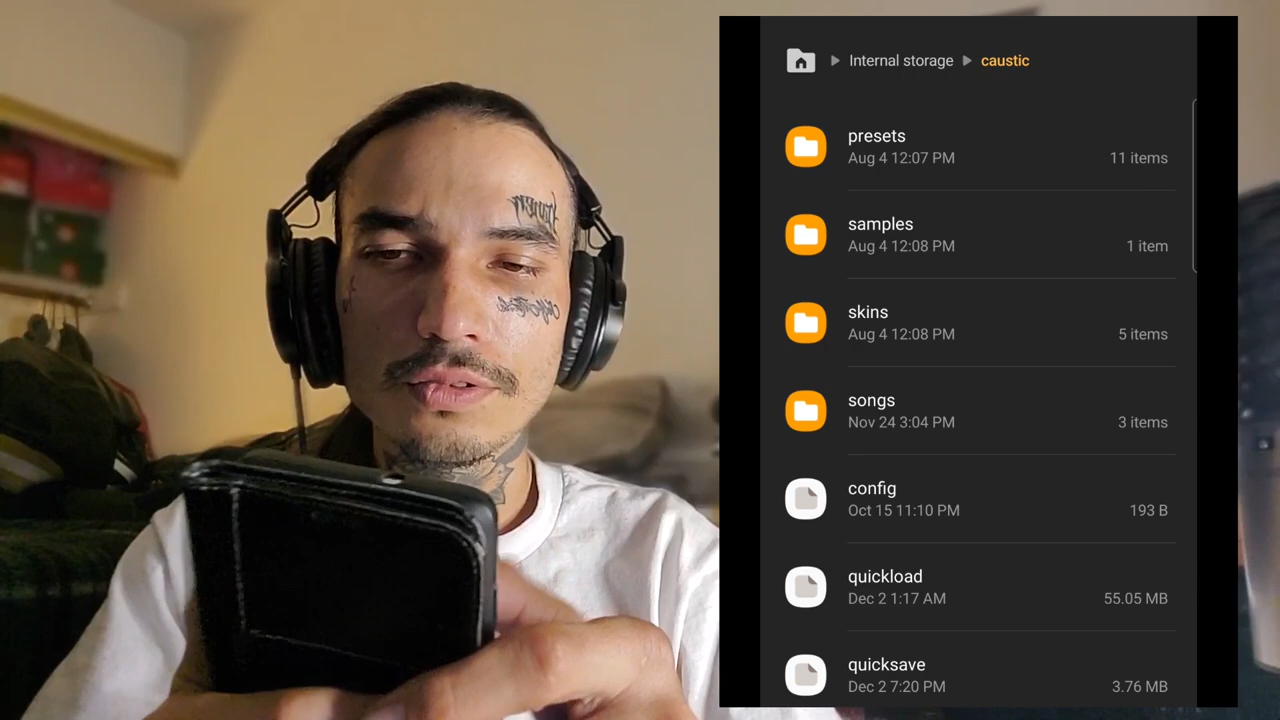 Internal storage caustic
presets
Aug 4 12:07 PM 11 items
samples
Aug 4 12:08 PM 1 item
skins
Aug 4 12:08 PM 5 items
songs
Nov 24 3:04 PM 3 items
config
Oct 15 11:10 PM 193 B
quickload
Dec 2 1:17 AM 55.05 MB
quicksave
Dec 2 7:20 PM 3.76 MB